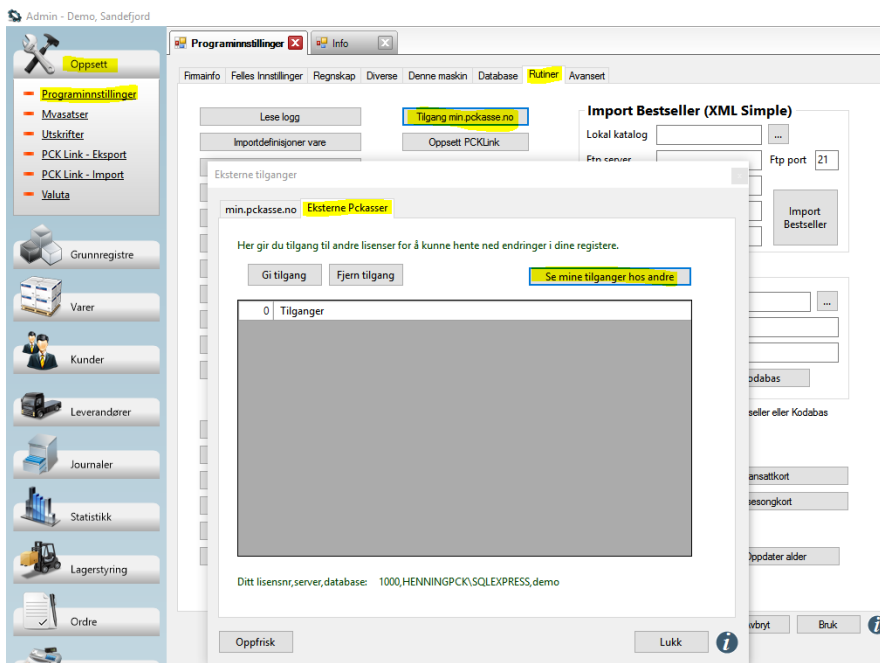 Admin - Demo, Sandefjord
Oppsett
Programinnstillinger
Mvasatser
Utskrifter
PCK Link - Eksport
PCK Link - Import
Valuta
Grunnregistre
Varer
Kunder
Leverandører
Journaler
Statistikk
Lagerstyring
Ordre
Programinnstillinger Info
Firmainfo Felles Innstillinger Regnskap Diverse Denne maskin Database Rutiner Avansert
Lese logg Tilgang min.pckasse.no
Importdefinisjoner vare Oppsett PCKLink
Import Bestseller (XML Simple)
Lokal katalog ...
Ftp server Ftp port 21
Import
Bestseller
Eksterne tilganger
min.pckasse.no Eksterne Pckasser
Her gir du tilgang til andre lisenser for å kunne hente ned endringer i dine registere.
Gi tilgang Fjern tilgang Se mine tilganger hos andre
0 Tilganger
Ditt lisensnr,server,database: 1000,HENNINGPCK\SQLEXPRESS,demo
Oppfrisk Lukk
...
odabas
seller eller Kodabas
ansattkort
pesongkort
Oppdater alder
vbryt Bruk